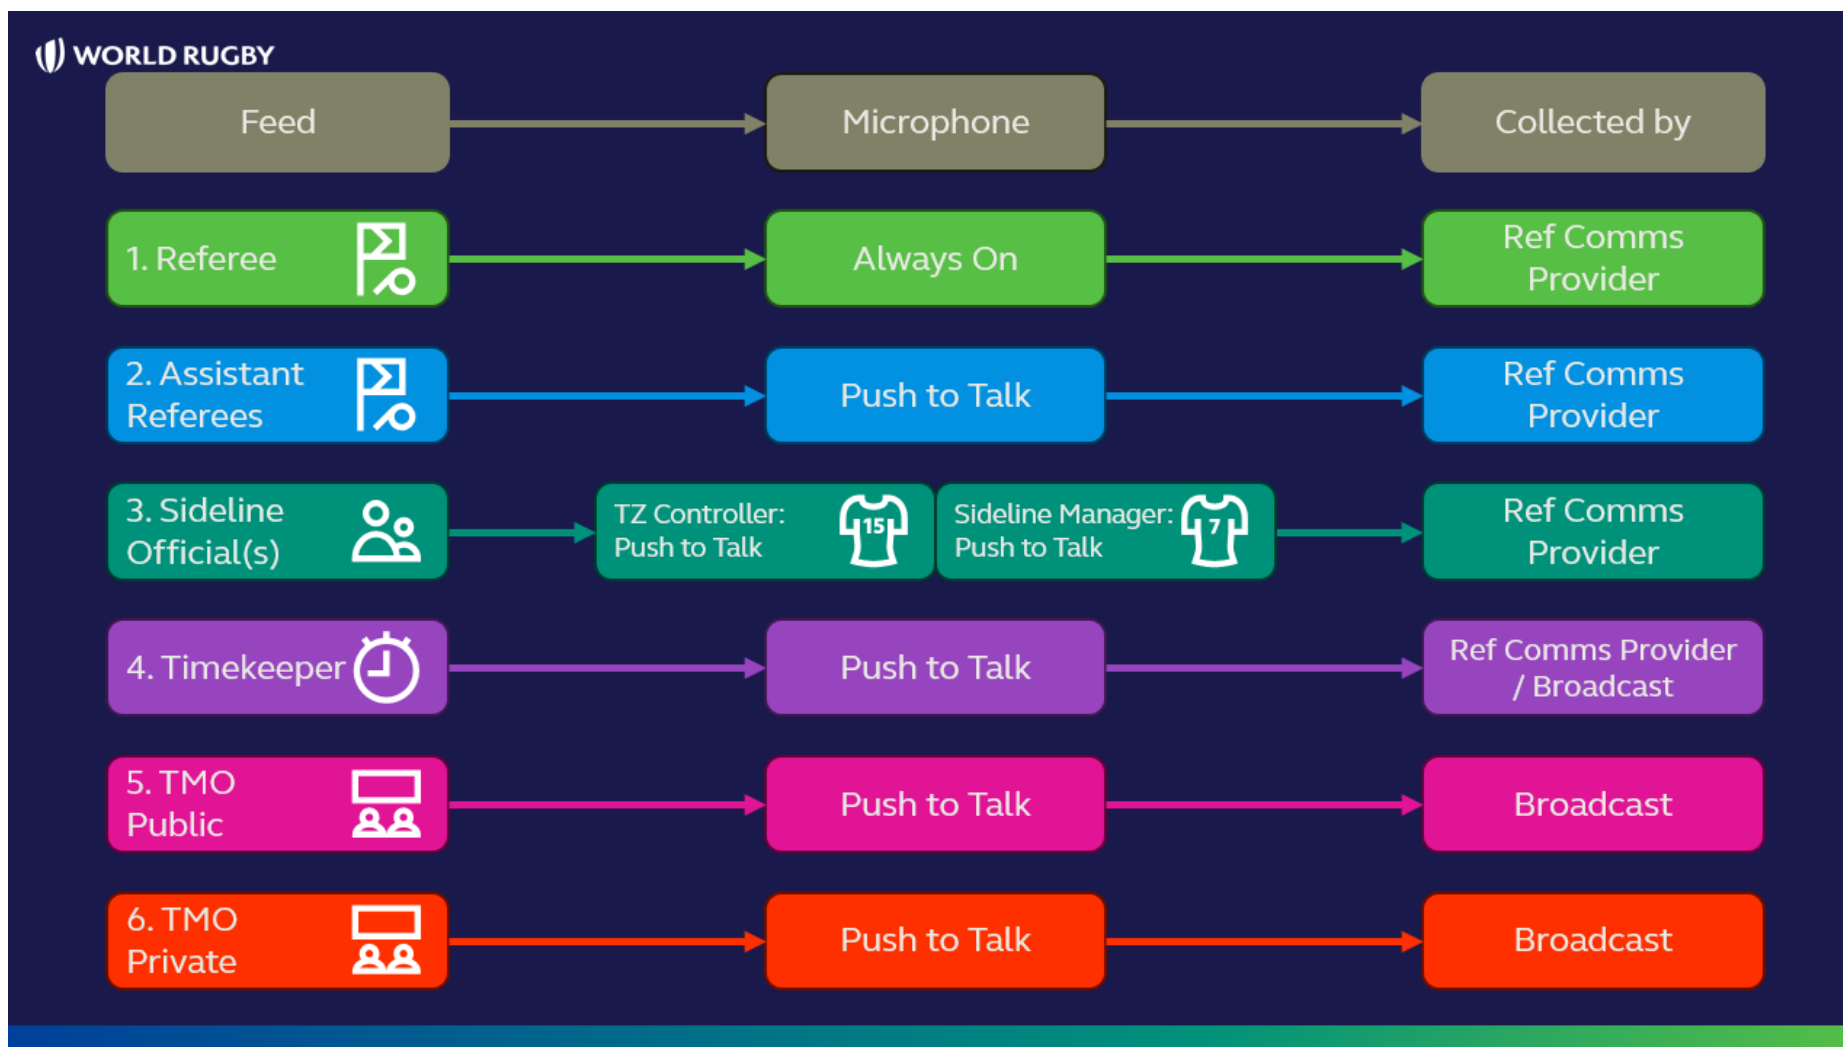 WORLD RUGBY
Feed
Microphone
Collected by
1. Referee
Always On
Ref Comms
Provider
2. Assistant
Referees
Push to Talk
Ref Comms
Provider
3. Sideline
Official(s)
TZ Controller:
Push to Talk
15
Sideline Manager:
Push to Talk
7
Ref Comms
Provider
4. Timekeeper
Push to Talk
Ref Comms Provider
/ Broadcast
5. TMO
Public
Push to Talk
Broadcast
6. TMO
Private
Push to Talk
Broadcast